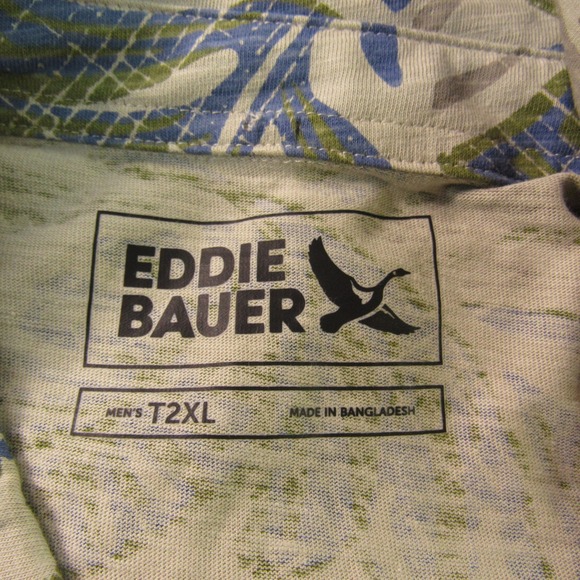 EDDIE
BAUER
MEN'S T2XL MADE IN BANGLADESH